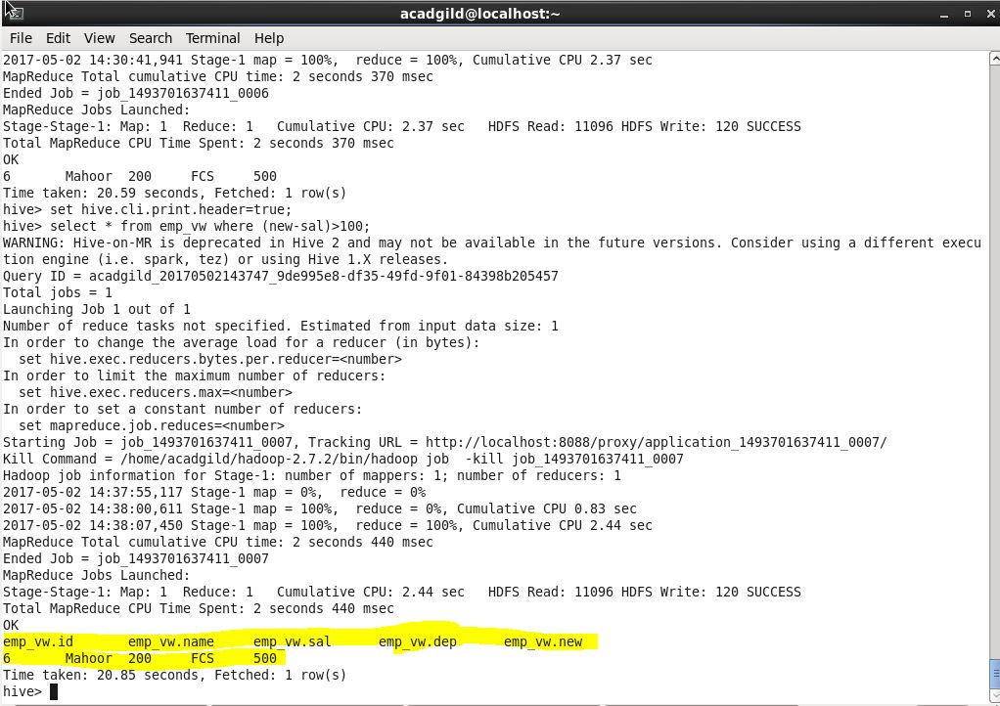 acadgild@localhost:~
File Edit View Search Terminal Help
2017-05-02 14:30:41,941 Stage-1 map = 100%,  reduce = 100%, Cumulative CPU 2.37 sec
MapReduce Total cumulative CPU time: 2 seconds 370 msec
Ended Job = job_1493701637411_0006
MapReduce Jobs Launched:
Stage-Stage-1: Map: 1  Reduce: 1   Cumulative CPU: 2.37 sec   HDFS Read: 11096 HDFS Write: 120 SUCCESS
Total MapReduce CPU Time Spent: 2 seconds 370 msec
OK
6       Mahoor  200     FCS     500
Time taken: 20.59 seconds, Fetched: 1 row(s)
hive> set hive.cli.print.header=true;
hive> select * from emp_vw where (new-sal)>100;
WARNING: Hive-on-MR is deprecated in Hive 2 and may not be available in the future versions. Consider using a different execu
tion engine (i.e. spark, tez) or using Hive 1.X releases.
Query ID = acadgild_20170502143747_9de995e8-df35-49fd-9f01-84398b205457
Total jobs = 1
Launching Job 1 out of 1
Number of reduce tasks not specified. Estimated from input data size: 1
In order to change the average load for a reducer (in bytes):
  set hive.exec.reducers.bytes.per.reducer=<number>
In order to limit the maximum number of reducers:
  set hive.exec.reducers.max=<number>
In order to set a constant number of reducers:
  set mapreduce.job.reduces=<number>
Starting Job = job_1493701637411_0007, Tracking URL = http://localhost:8088/proxy/application_1493701637411_0007/
Kill Command = /home/acadgild/hadoop-2.7.2/bin/hadoop job  -kill job_1493701637411_0007
Hadoop job information for Stage-1: number of mappers: 1; number of reducers: 1
2017-05-02 14:37:55,117 Stage-1 map = 0%,  reduce = 0%
2017-05-02 14:38:00,611 Stage-1 map = 100%,  reduce = 0%, Cumulative CPU 0.83 sec
2017-05-02 14:38:07,450 Stage-1 map = 100%,  reduce = 100%, Cumulative CPU 2.44 sec
MapReduce Total cumulative CPU time: 2 seconds 440 msec
Ended Job = job_1493701637411_0007
MapReduce Jobs Launched:
Stage-Stage-1: Map: 1  Reduce: 1   Cumulative CPU: 2.44 sec   HDFS Read: 11096 HDFS Write: 120 SUCCESS
Total MapReduce CPU Time Spent: 2 seconds 440 msec
OK
emp_vw.id       emp_vw.name     emp_vw.sal      emp_vw.dep      emp_vw.new
6       Mahoor  200     FCS     500
Time taken: 20.85 seconds, Fetched: 1 row(s)
hive>